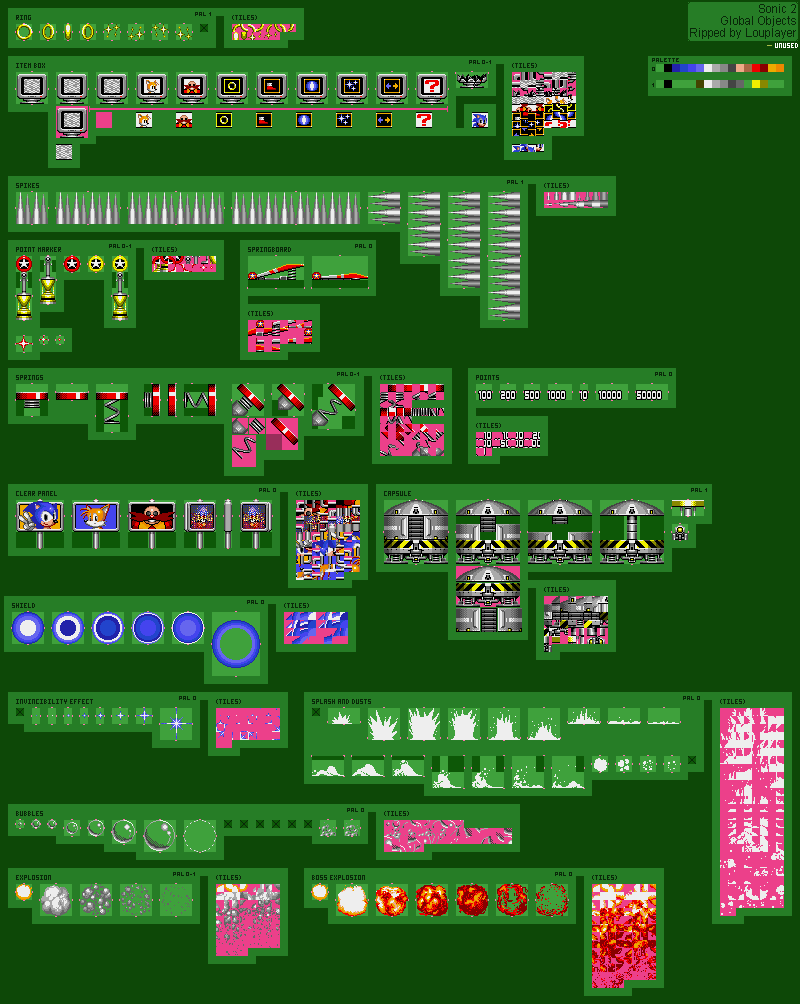 Sonic 2
Global Objects
Ripped by Louplayer
— UNUSED
RING
PAL 1
(TILES)
ITEM BOX
PAL 0-1
(TILES)
PALETTE
0
1
? ?
SPIKES
PAL 1
(TILES)
POINT MARKER
PAL 0-1
(TILES)
SPRINGBOARD
PAL 0
(TILES)
SPRINGS
PAL 0-1
(TILES)
POINTS
PAL 0
100 200 500 1000 10 10000 50000
(TILES)
CLEAR PANEL
PAL 0
(TILES)
CAPSULE
PAL 1
(TILES)
SHIELD
PAL 0
(TILES)
INVINCIBILITY EFFECT
PAL 0
(TILES)
SPLASH AND DUSTS
PAL 0
(TILES)
BUBBLES
PAL 0
(TILES)
EXPLOSION
PAL 0-1
(TILES)
BOSS EXPLOSION
PAL 0
(TILES)